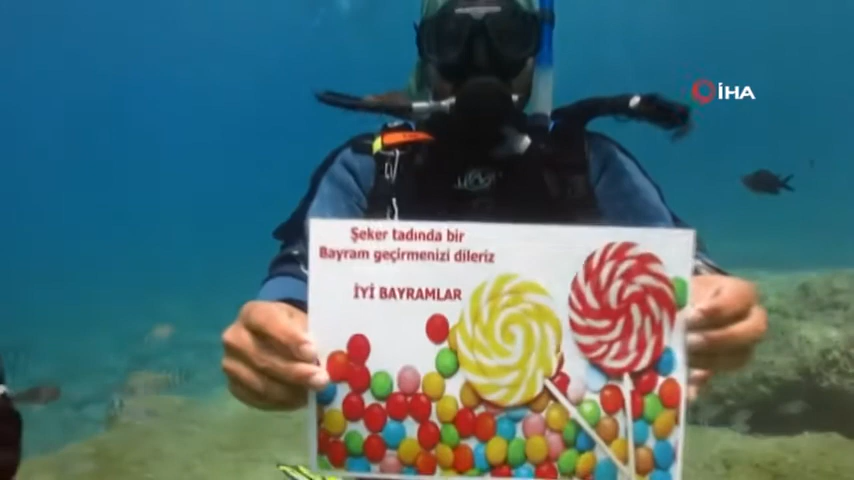 İHA
Şeker tadında bir
Bayram geçirmenizi dileriz
İYİ BAYRAMLAR